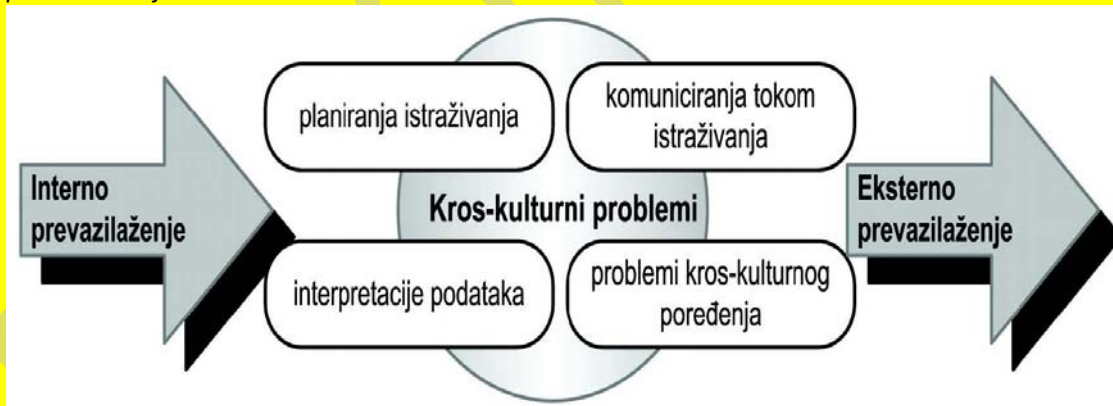 Interno
prevazilaženje
planiranja istraživanja
komuniciranja tokom
istraživanja
Kros-kulturni problemi
interpretacije podataka
problemi kros-kulturnog
poređenja
Eksterno
prevazilaženje